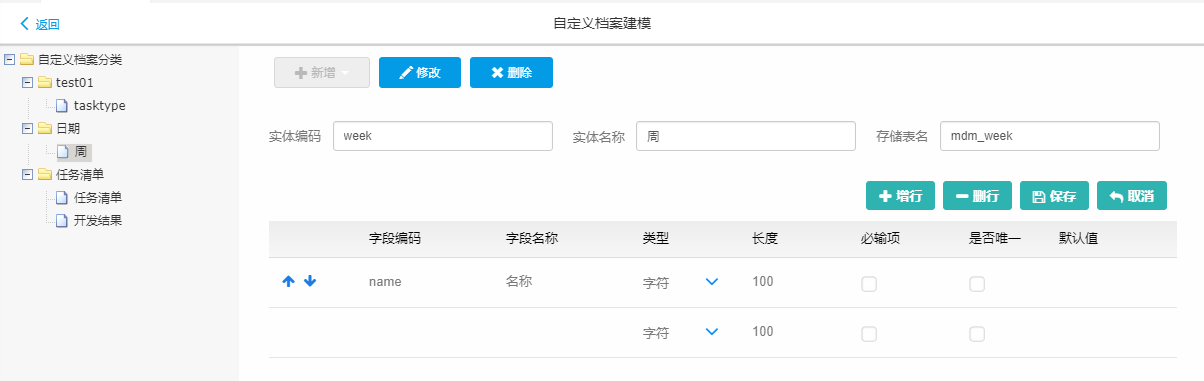 返回
自定义档案建模
自定义档案分类
test01
tasktype
日期
周
任务清单
任务清单
开发结果
新增 修改 删除
实体编码 week 实体名称 周 存储表名 mdm_week
增行 删行 保存 取消
字段编码 字段名称 类型 长度 必输项 是否唯一 默认值
name 名称 字符 100
字符 100